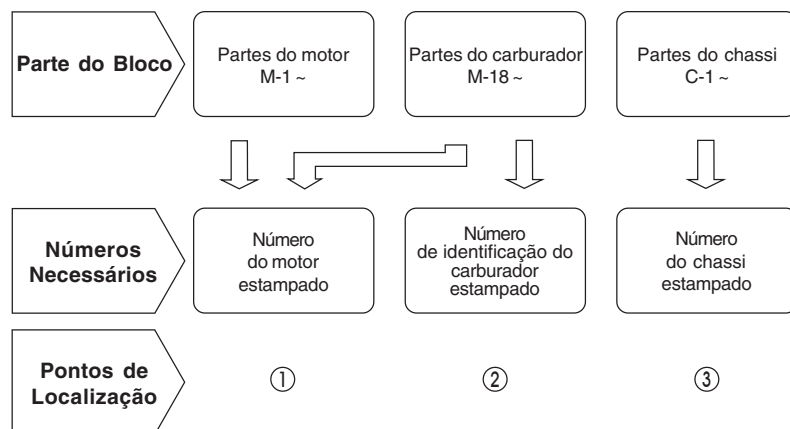 Parte do Bloco
Partes do motor
M-1 ~
Partes do carburador
M-18 ~
Partes do chassi
C-1 ~
Números
Necessários
Número
do motor
estampado
Número
de identificação do
carburador
estampado
Número
do chassi
estampado
Pontos de
Localização
①
②
③